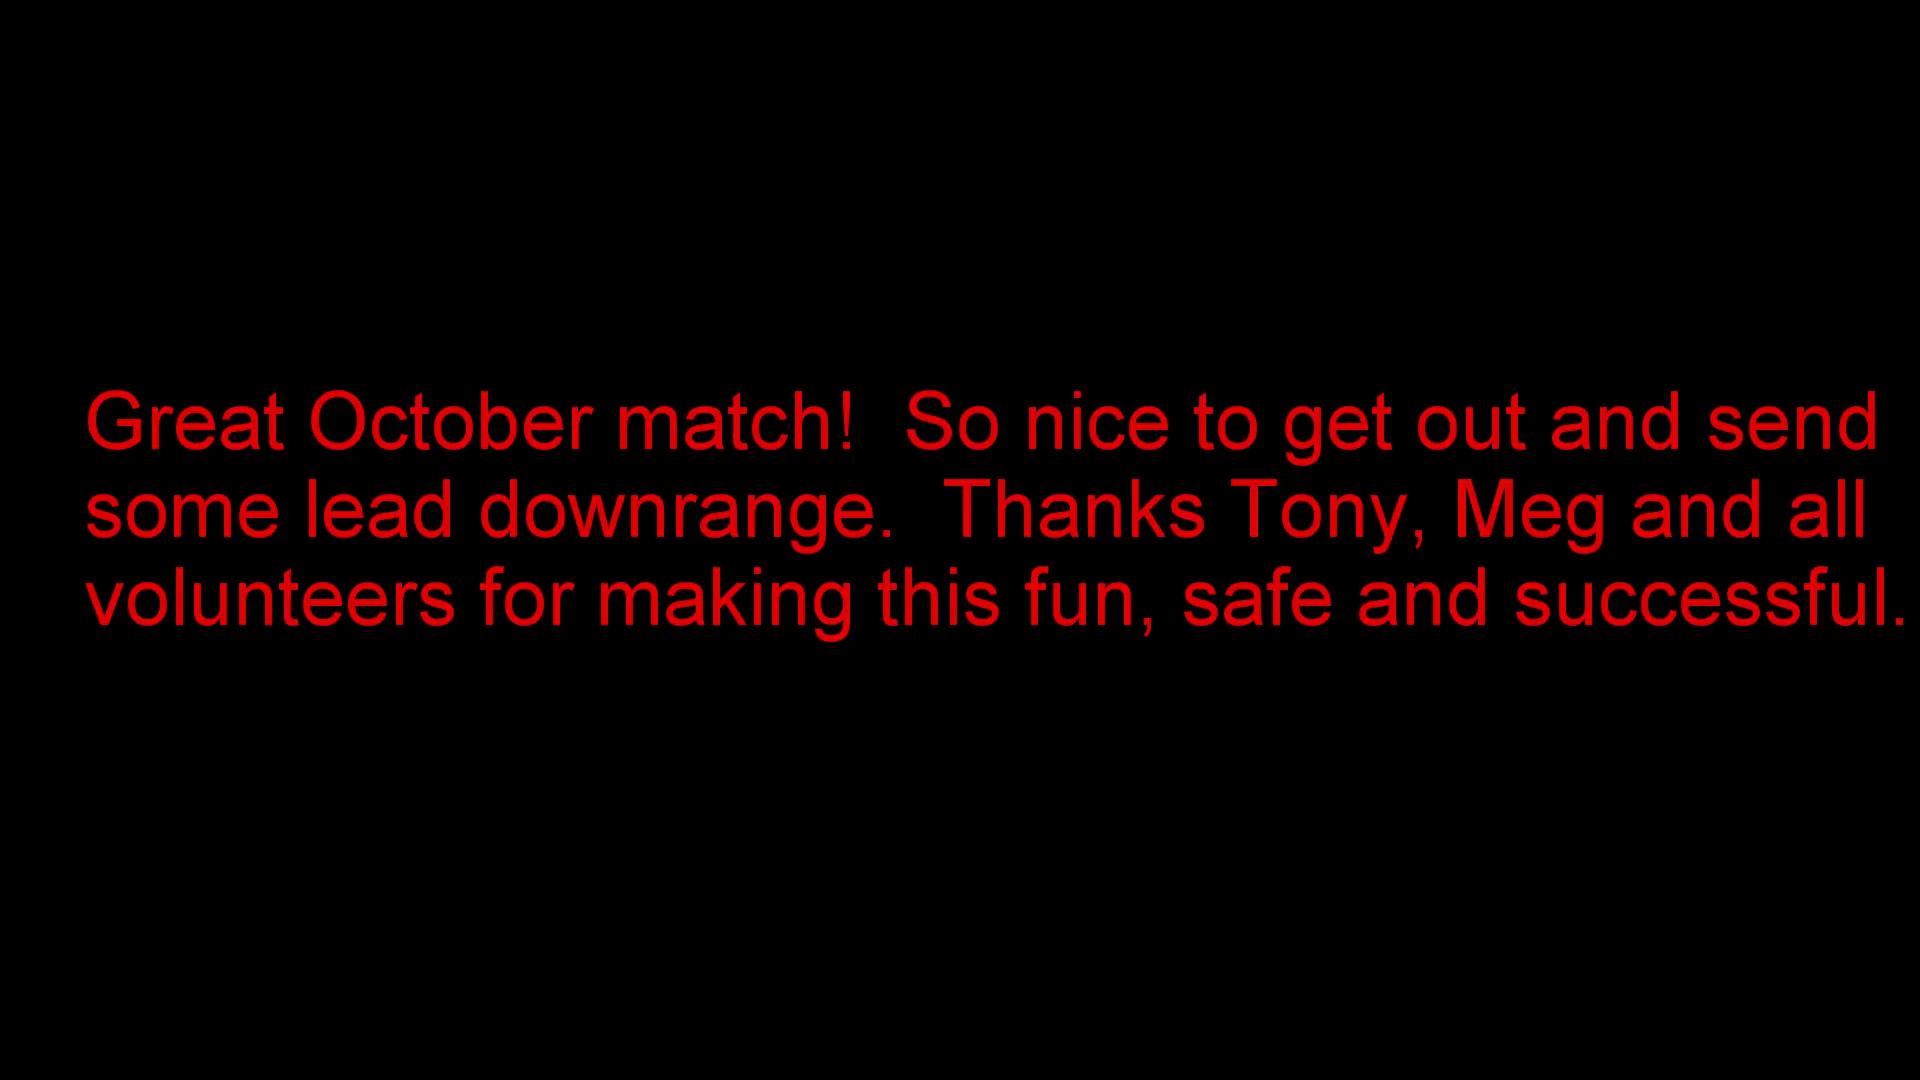 Great October match!  So nice to get out and send
some lead downrange.  Thanks Tony, Meg and all
volunteers for making this fun, safe and successful.